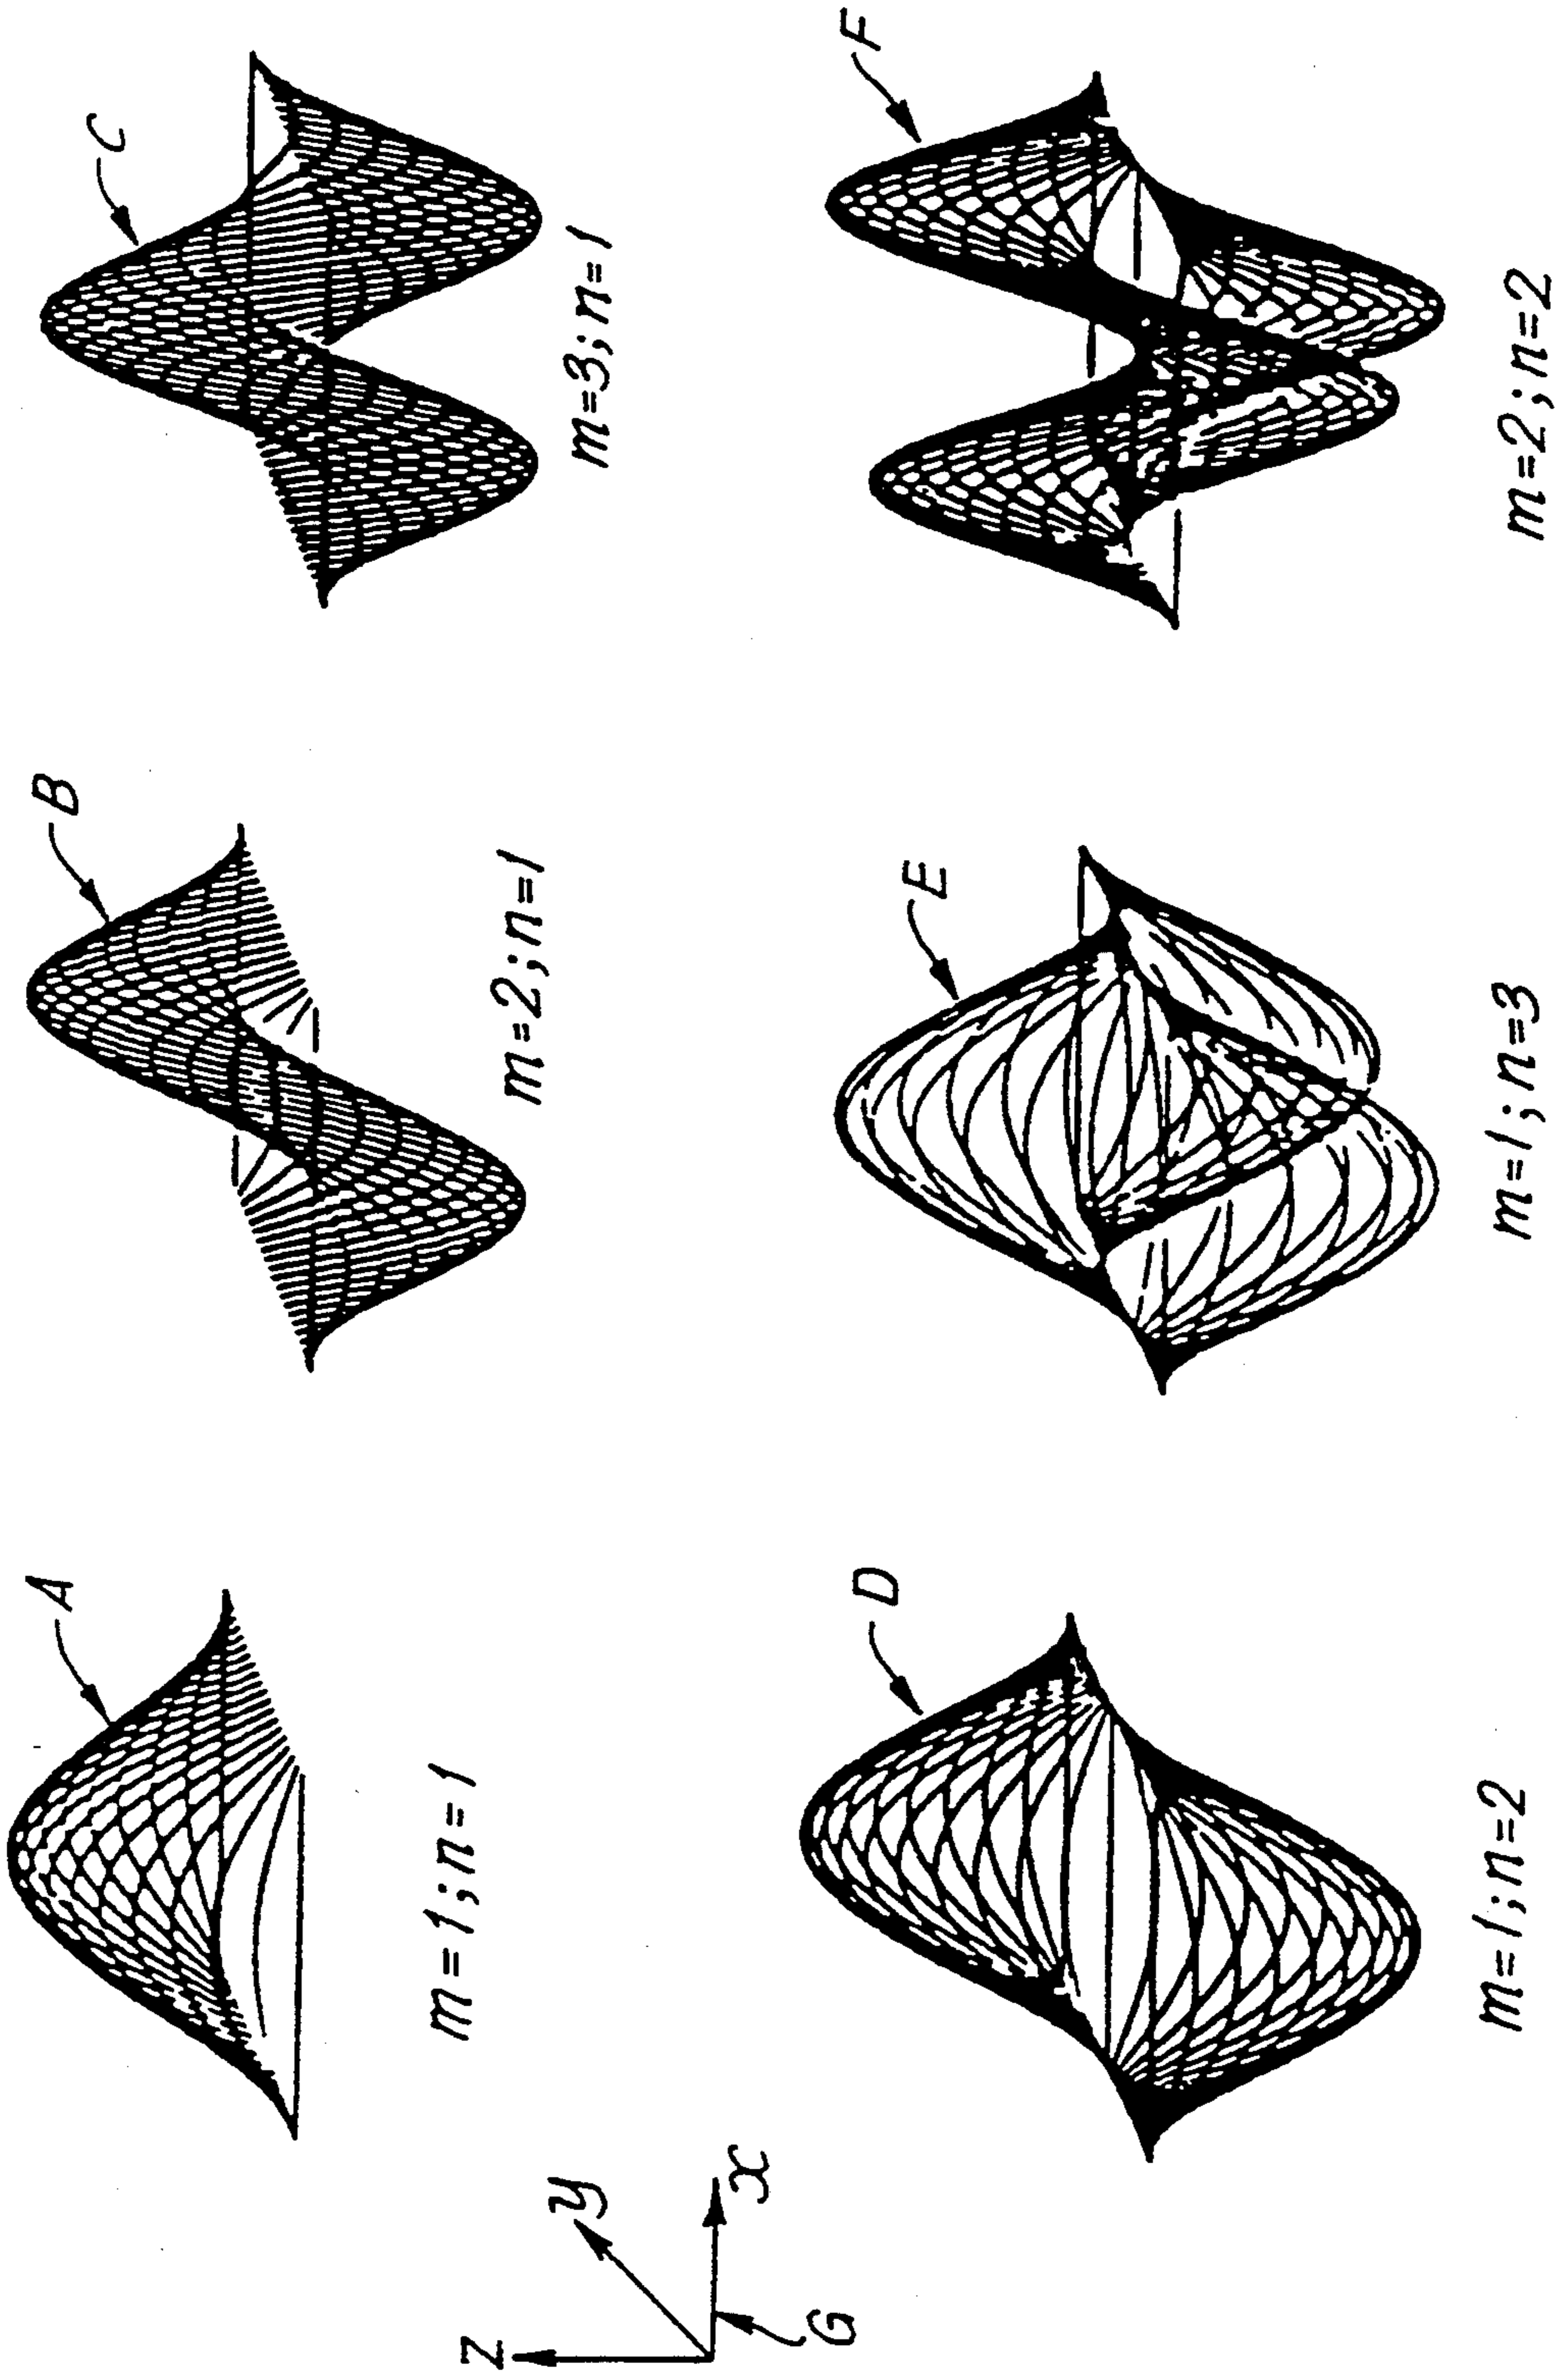 A
B
C
m=1;n=1
m=2;n=1
m=3;n=1
z
y
x
G
D
E
F
m=1;n=2
m=1;n=3
m=2;n=2